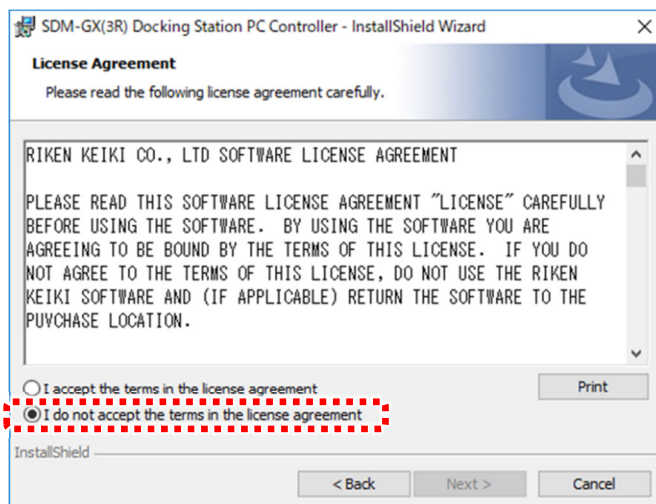 SDM-GX(3R) Docking Station PC Controller - InstallShield Wizard
License Agreement
Please read the following license agreement carefully.
RIKEN KEIKI CO., LTD SOFTWARE LICENSE AGREEMENT
PLEASE READ THIS SOFTWARE LICENSE AGREEMENT "LICENSE" CAREFULLY
BEFORE USING THE SOFTWARE.  BY USING THE SOFTWARE YOU ARE
AGREEING TO BE BOUND BY THE TERMS OF THIS LICENSE.  IF YOU DO
NOT AGREE TO THE TERMS OF THIS LICENSE, DO NOT USE THE RIKEN
KEIKI SOFTWARE AND (IF APPLICABLE) RETURN THE SOFTWARE TO THE
PUVCHASE LOCATION.
I accept the terms in the license agreement
Print
I do not accept the terms in the license agreement
InstallShield
< Back
Next >
Cancel